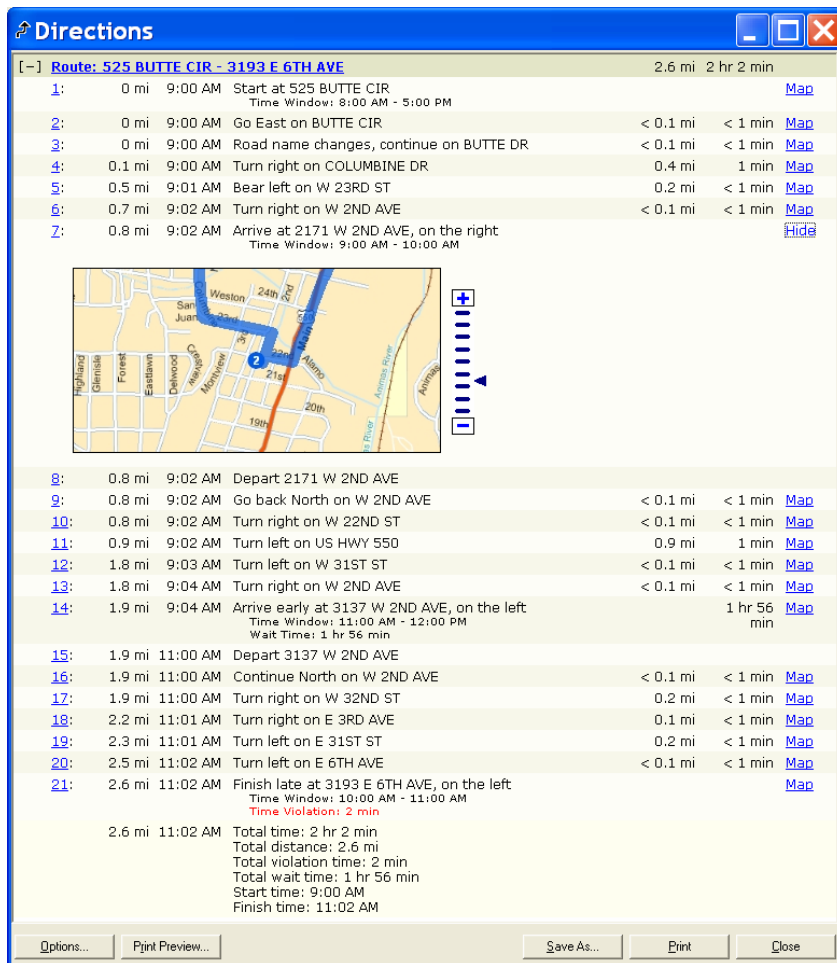 Directions
[-] Route: 525 BUTTE CIR - 3193 E 6TH AVE 2.6 mi 2 hr 2 min
1: 0 mi 9:00 AM Start at 525 BUTTE CIR Map
Time Window: 8:00 AM - 5:00 PM
2: 0 mi 9:00 AM Go East on BUTTE CIR < 0.1 mi < 1 min Map
3: 0 mi 9:00 AM Road name changes, continue on BUTTE DR < 0.1 mi < 1 min Map
4: 0.1 mi 9:00 AM Turn right on COLUMBINE DR 0.4 mi 1 min Map
5: 0.5 mi 9:01 AM Bear left on W 23RD ST 0.2 mi < 1 min Map
6: 0.7 mi 9:02 AM Turn right on W 2ND AVE < 0.1 mi < 1 min Map
7: 0.8 mi 9:02 AM Arrive at 2171 W 2ND AVE, on the right Hide
Time Window: 9:00 AM - 10:00 AM
Weston
24th
2nd
Columbine
San
Juan
23rd
3rd
Main
Highland
Glenisle
Forest
Eastlawn
Delwood
Crestview
Montview
2
22nd
21st
Alamo
20th
19th
Animas River
Animas River
Animas
+
-
8: 0.8 mi 9:02 AM Depart 2171 W 2ND AVE
9: 0.8 mi 9:02 AM Go back North on W 2ND AVE < 0.1 mi < 1 min Map
10: 0.8 mi 9:02 AM Turn right on W 22ND ST < 0.1 mi < 1 min Map
11: 0.9 mi 9:02 AM Turn left on US HWY 550 0.9 mi 1 min Map
12: 1.8 mi 9:03 AM Turn left on W 31ST ST < 0.1 mi < 1 min Map
13: 1.8 mi 9:04 AM Turn right on W 2ND AVE < 0.1 mi < 1 min Map
14: 1.9 mi 9:04 AM Arrive early at 3137 W 2ND AVE, on the left 1 hr 56 min Map
Time Window: 11:00 AM - 12:00 PM
Wait Time: 1 hr 56 min
15: 1.9 mi 11:00 AM Depart 3137 W 2ND AVE
16: 1.9 mi 11:00 AM Continue North on W 2ND AVE < 0.1 mi < 1 min Map
17: 1.9 mi 11:00 AM Turn right on W 32ND ST 0.2 mi < 1 min Map
18: 2.2 mi 11:01 AM Turn right on E 3RD AVE 0.1 mi < 1 min Map
19: 2.3 mi 11:01 AM Turn left on E 31ST ST 0.2 mi < 1 min Map
20: 2.5 mi 11:02 AM Turn left on E 6TH AVE < 0.1 mi < 1 min Map
21: 2.6 mi 11:02 AM Finish late at 3193 E 6TH AVE, on the left Map
Time Window: 10:00 AM - 11:00 AM
Time Violation: 2 min
2.6 mi 11:02 AM Total time: 2 hr 2 min
Total distance: 2.6 mi
Total violation time: 2 min
Total wait time: 1 hr 56 min
Start time: 9:00 AM
Finish time: 11:02 AM
Options... Print Preview... Save As... Print Close